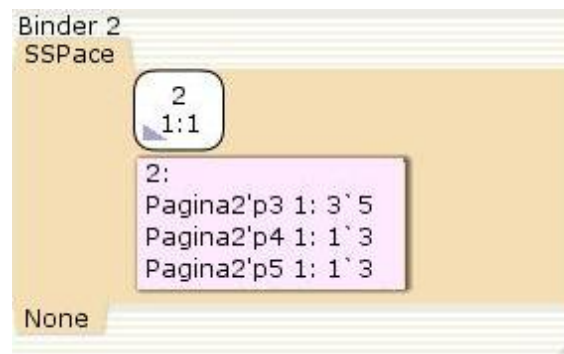 Binder 2
SSPace
2
1:1
2:
Pagina2'p3 1: 3`5
Pagina2'p4 1: 1`3
Pagina2'p5 1: 1`3
None